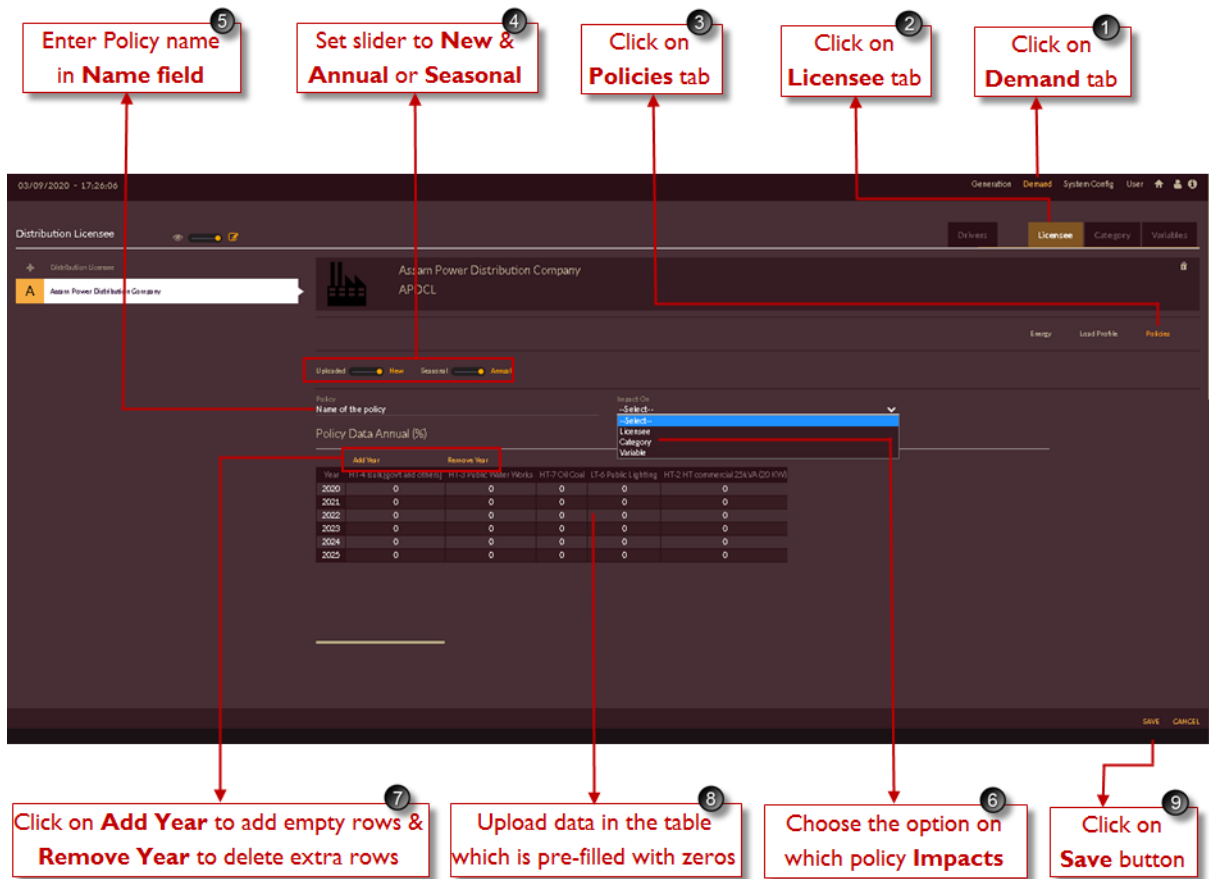 5
Enter Policy name
in Name field
4
Set slider to New &
Annual or Seasonal
3
Click on
Policies tab
2
Click on
Licensee tab
1
Click on
Demand tab
03/09/2020 - 17:26:06
Generation Demand System Config User
Distribution Licensee
Drivers Licensee Category Variables
Distribution Licensee
A Assam Power Distribution Company
Assam Power Distribution Company
APDCL
Energy Load Profile Policies
Uploaded New Seasonal Annual
Policy
Name of the policy
Impact On
--Select--
--Select--
Licensee
Category
Variable
Policy Data Annual (%)
Add Year Remove Year
Year HT-4 Bulk(govt and others) HT-3 Public Water Works HT-7 Oil Coal LT-6 Public Lighting HT-2 HT commercial 25kVA (20 KW)
2020 0 0 0 0 0
2021 0 0 0 0 0
2022 0 0 0 0 0
2023 0 0 0 0 0
2024 0 0 0 0 0
2025 0 0 0 0 0
SAVE CANCEL
7
Click on Add Year to add empty rows &
Remove Year to delete extra rows
8
Upload data in the table
which is pre-filled with zeros
6
Choose the option on
which policy Impacts
9
Click on
Save button